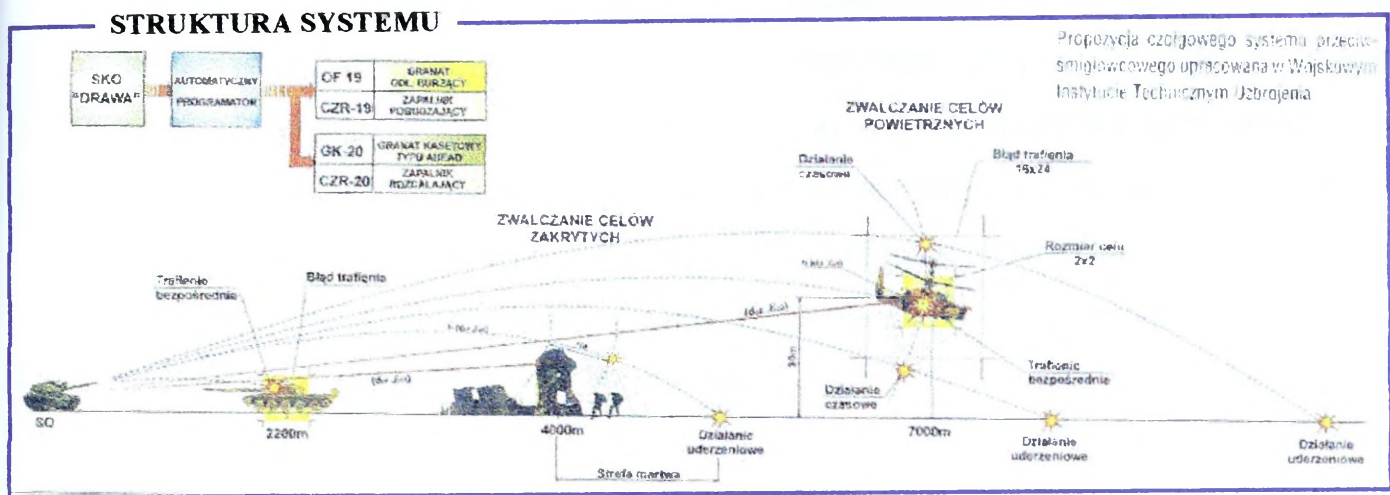 STRUKTURA SYSTEMU
Propozycja czołgowego systemu przeciw-
śmigłowcowego opracowana w Wojskowym
Instytucie Technicznym Uzbrojenia
SKO
"DRAWA"
AUTOMATYCZNY
PROGRAMATOR
OF 19
GRANAT
ODŁ. BURZĄCY
CZR-19
ZAPALNIK
POBUDZAJĄCY
GK-20
GRANAT KASETOWY
TYPU AHEAD
CZR-20
ZAPALNIK
ROZCALAJĄCY
ZWALCZANIE CELÓW
POWIETRZNYCH
Działanie
czasowe
Błąd trafienia
16x24
ZWALCZANIE CELÓW
ZAKRYTYCH
Rozmiar celu
2x2
Trafienie
bezpośrednie
Błąd trafienia
Trafienie
bezpośrednie
Działanie
czasowe
SO
2200m
4000m
7000m
Działanie
uderzeniowe
Działanie
uderzeniowe
Działanie
uderzeniowe
Strefa martwa